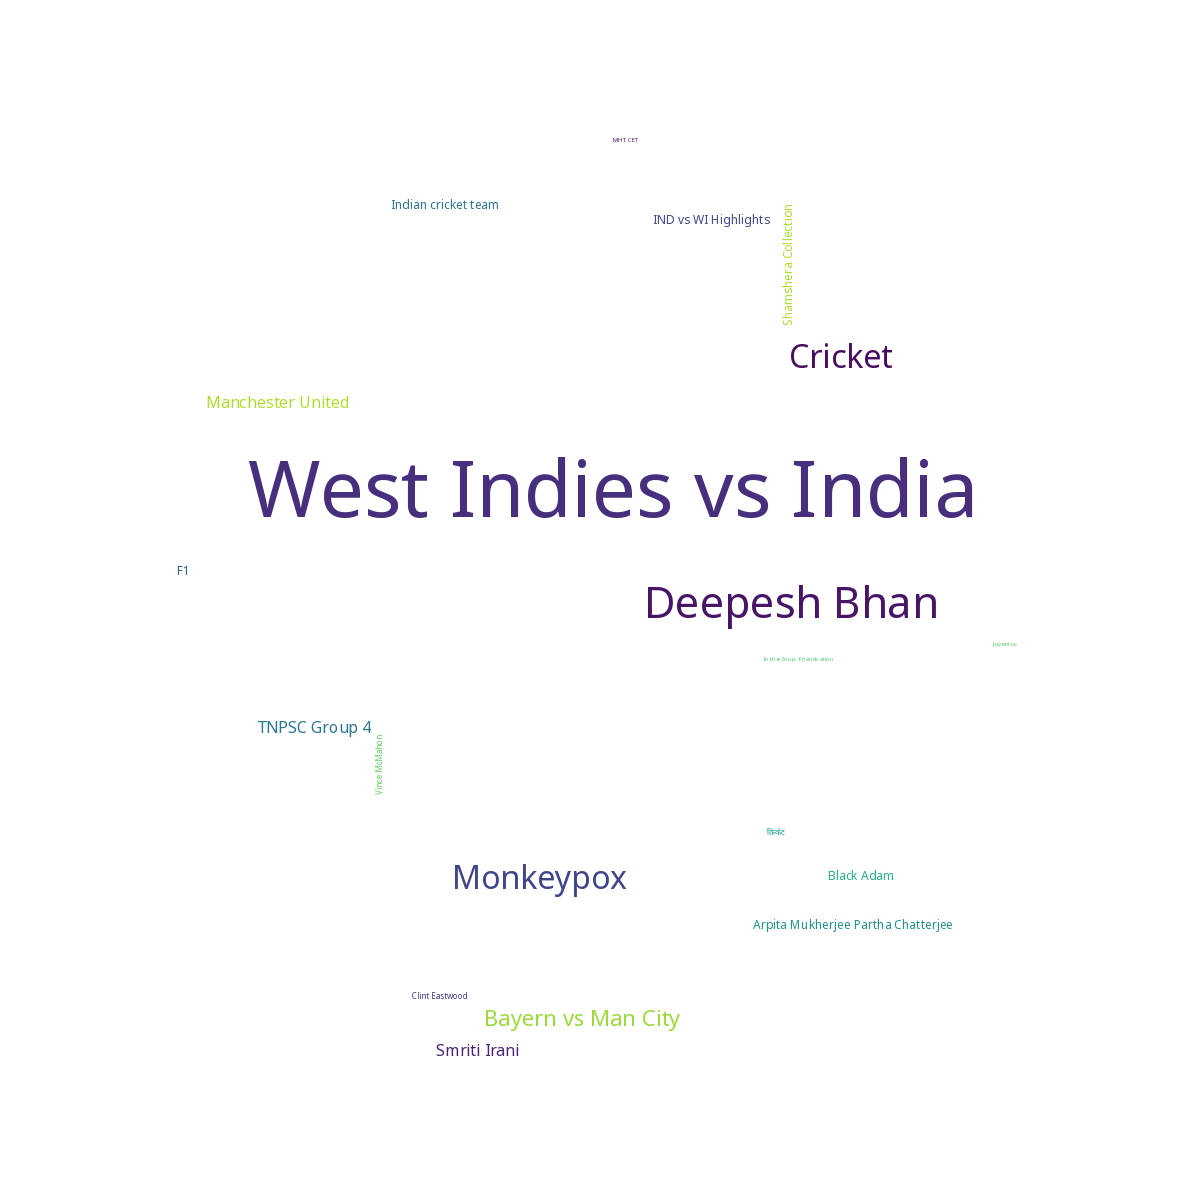 MHT CET
Indian cricket team
IND vs WI Highlights
Shamshera Collection
Cricket
Manchester United
West Indies vs India
F1
Deepesh Bhan
Juventus
In the Soop: Friendcation
TNPSC Group 4
Vince McMahon
क्रिकेट
Black Adam
Arpita Mukherjee Partha Chatterjee
Monkeypox
Clint Eastwood
Bayern vs Man City
Smriti Irani